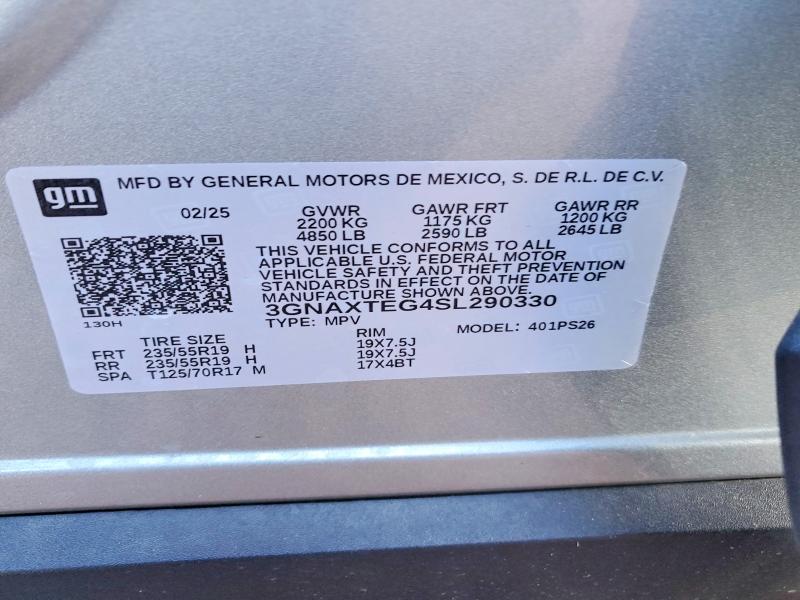 gm MFD BY GENERAL MOTORS DE MEXICO, S. DE R.L. DE C.V.
02/25 GVWR GAWR FRT GAWR RR
2200 KG 1175 KG 1200 KG
4850 LB 2590 LB 2645 LB
THIS VEHICLE CONFORMS TO ALL
APPLICABLE U.S. FEDERAL MOTOR
VEHICLE SAFETY AND THEFT PREVENTION
STANDARDS IN EFFECT ON THE DATE OF
MANUFACTURE SHOWN ABOVE.
3GNAXTEG4SL290330
130H TYPE: MPV MODEL: 401PS26
TIRE SIZE RIM
FRT 235/55R19 H 19X7.5J
RR 235/55R19 H 19X7.5J
SPA T125/70R17 M 17X4BT